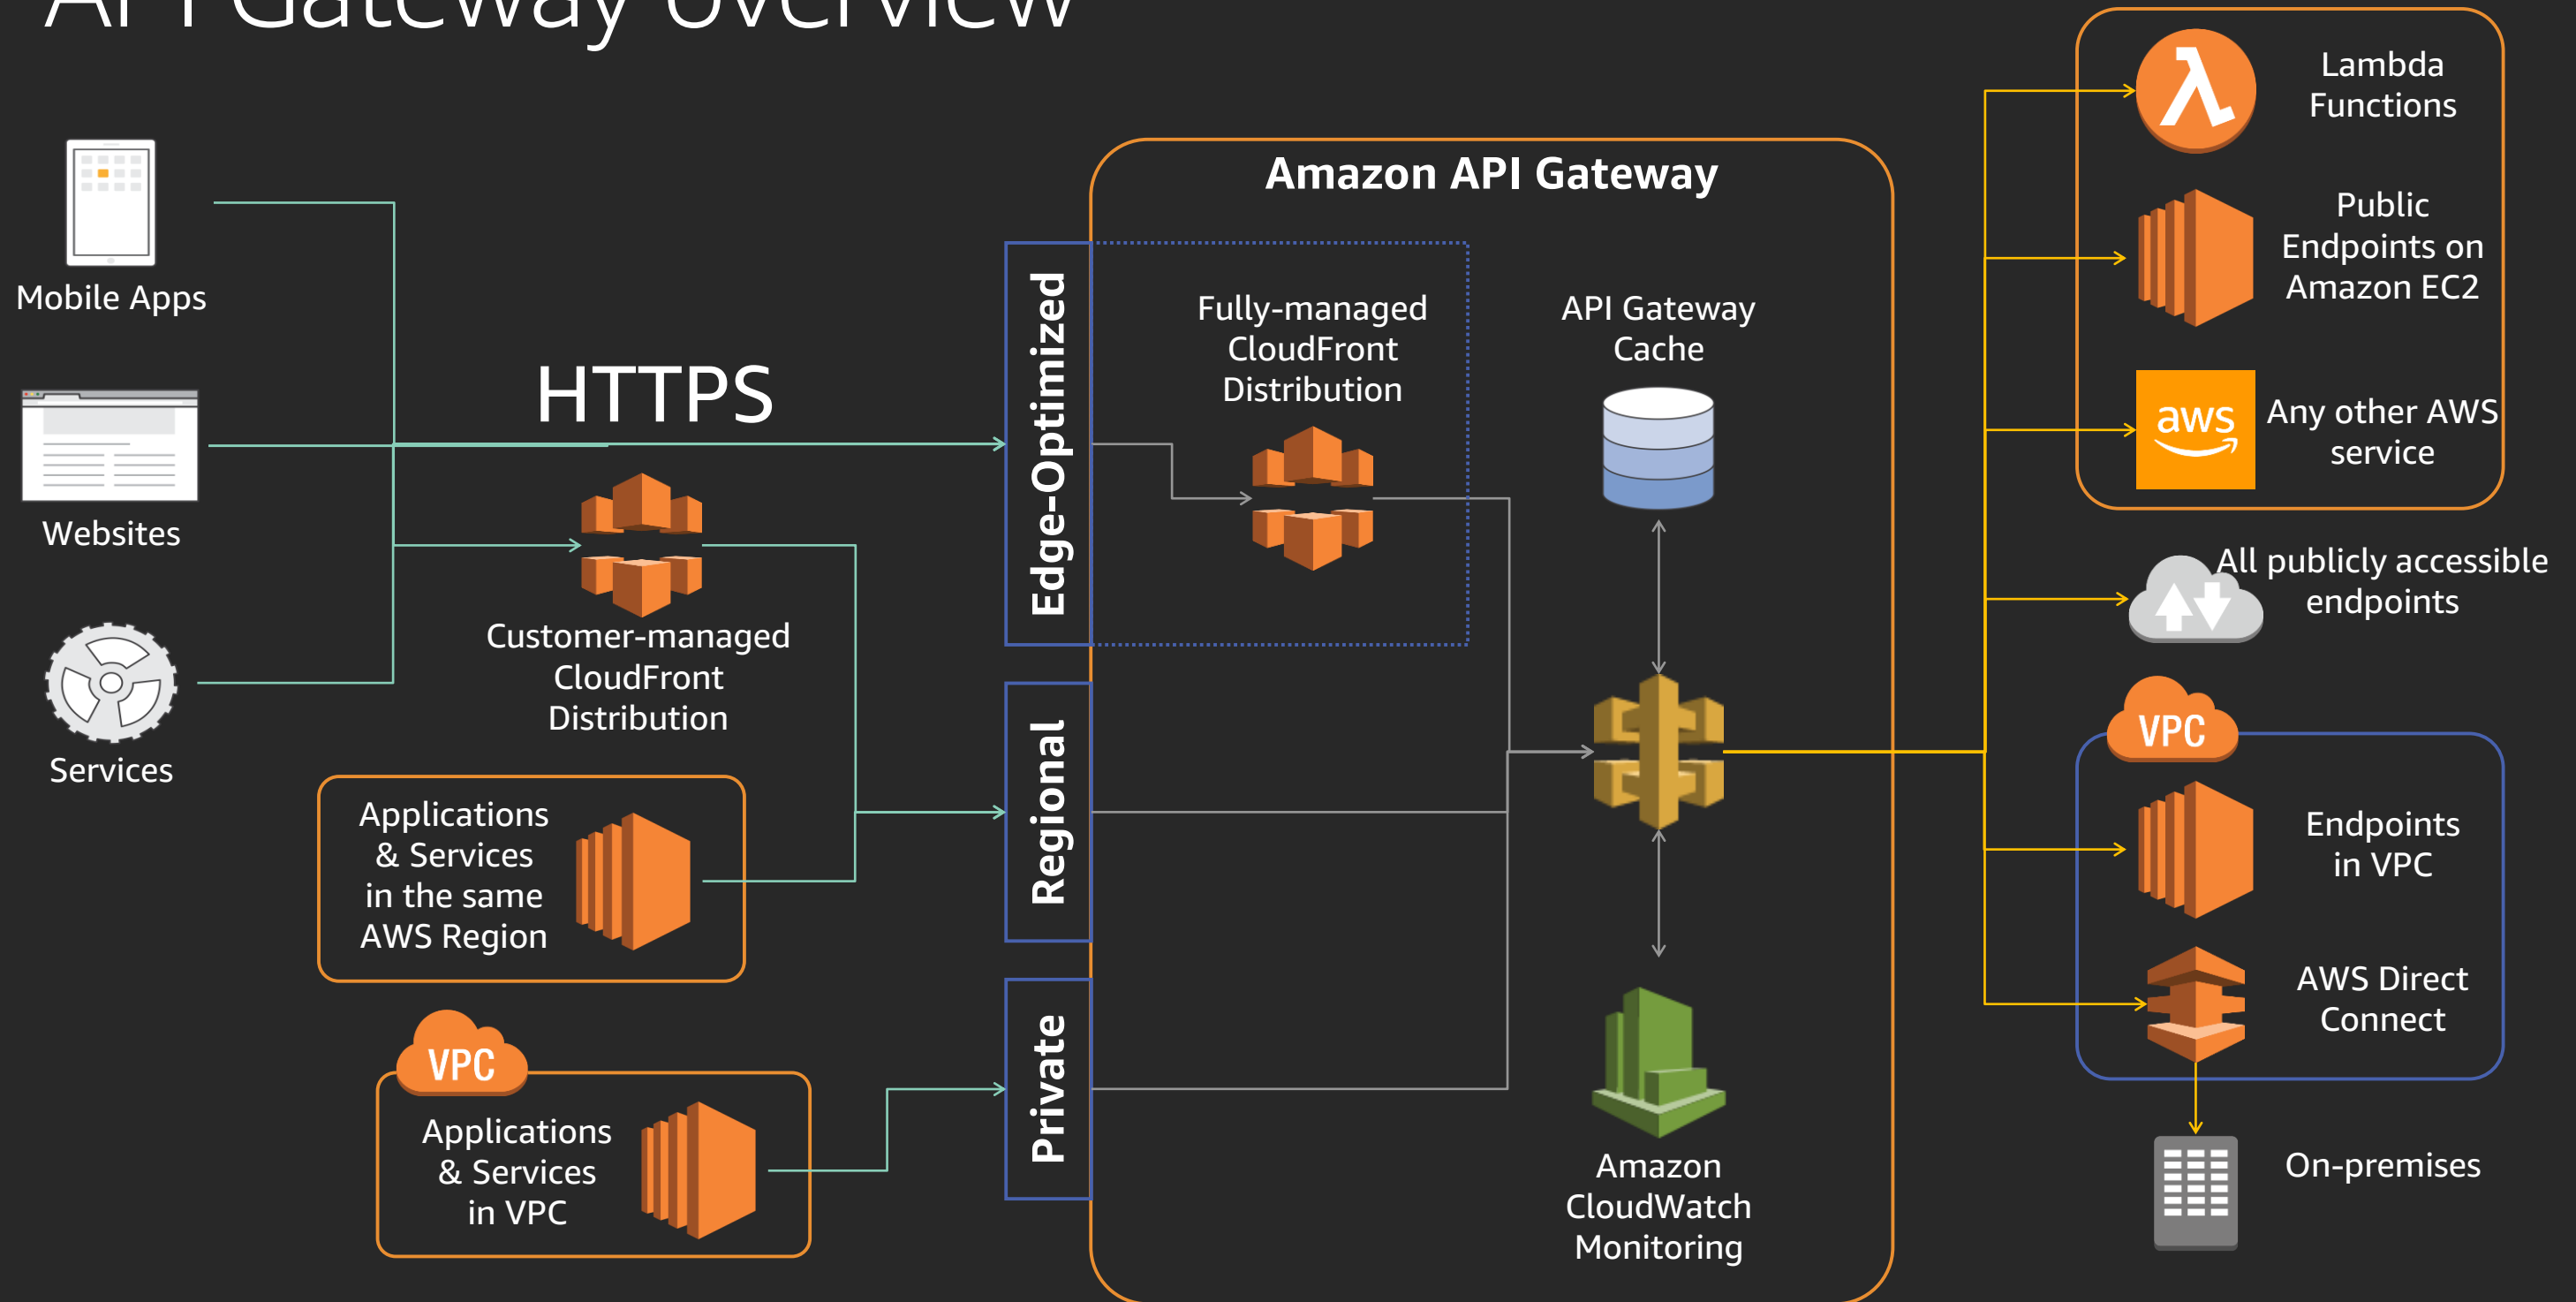 API Gateway overview
Mobile Apps
Websites
Services
HTTPS
Customer-managed
CloudFront
Distribution
Applications
& Services
in the same
AWS Region
VPC
Applications
& Services
in VPC
Edge-Optimized
Regional
Private
Amazon API Gateway
Fully-managed
CloudFront
Distribution
API Gateway
Cache
Amazon
CloudWatch
Monitoring
Lambda
Functions
Public
Endpoints on
Amazon EC2
aws
Any other AWS
service
All publicly accessible
endpoints
VPC
Endpoints
in VPC
AWS Direct
Connect
On-premises